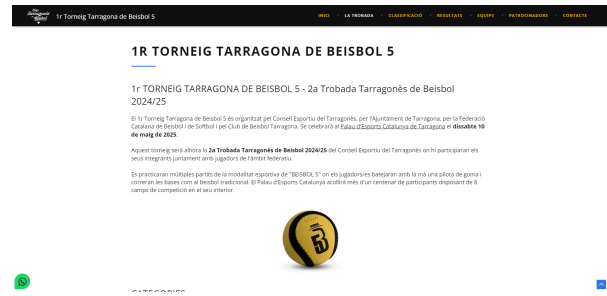 1r Torneig Tarragona de Beisbol 5
INICI LA TROBADA CLASSIFICACIÓ RESULTATS EQUIPS PATROCINADORS CONTACTE
1R TORNEIG TARRAGONA DE BEISBOL 5
1r TORNEIG TARRAGONA DE BEISBOL 5 - 2a Trobada Tarragonès de Beisbol
2024/25
El 1r Torneig Tarragona de Beisbol 5 és organitzat pel Consell Esportiu del Tarragonès, per l'Ajuntament de Tarragona, per la Federació
Catalana de Beisbol i de Softbol i pel Club de Beisbol Tarragona. Se celebrarà al Palau d'Esports Catalunya de Tarragona el dissabte 10
de maig de 2025.
Aquest torneig serà alhora la 2a Trobada Tarragonès de Beisbol 2024/25 del Consell Esportiu del Tarragonès on hi participaran els
seus integrants juntament amb jugadors de l'àmbit federatiu.
Es practicaran múltiples partits de la modalitat esportiva de "BEISBOL 5" on els jugadors/es batejaran amb la mà una pilota de goma i
correran les bases com al beisbol tradicional. El Palau d'Esports Catalunya acollirà més d'un centenar de participants disposant de 8
camps de competició en el seu interior.
5
CATEGORIES